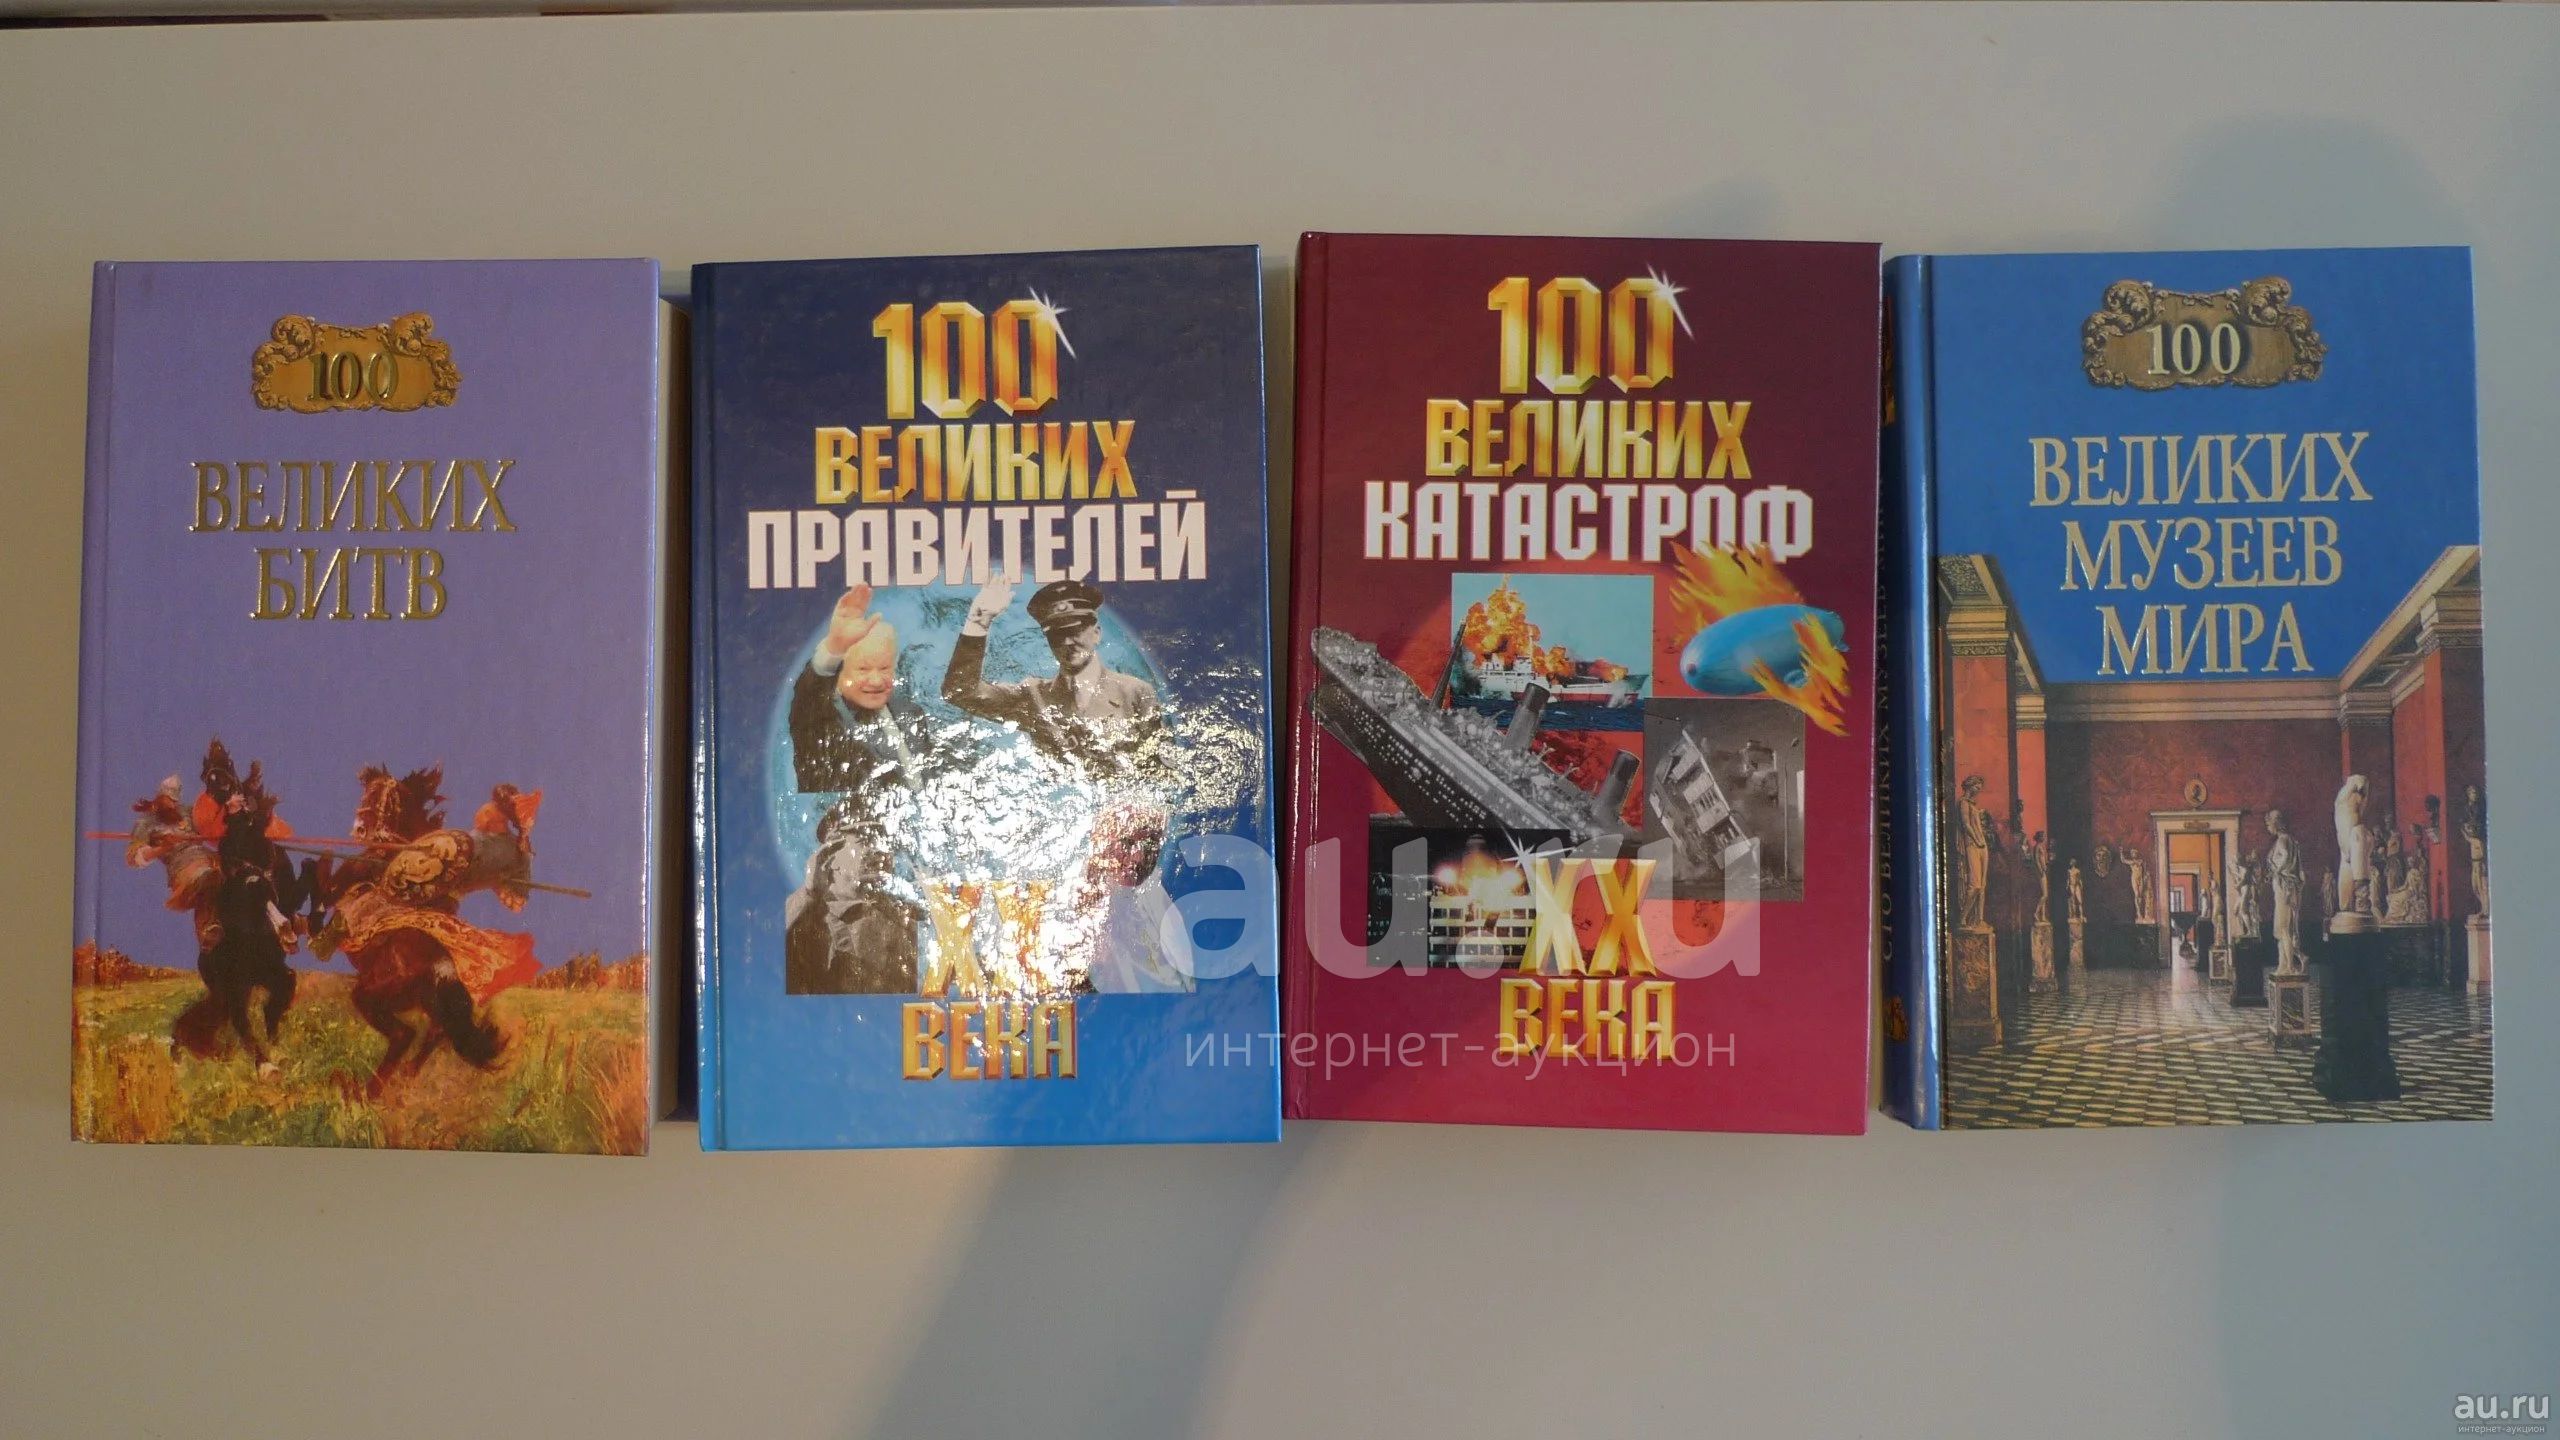 100
ВЕЛИКИХ
БИТВ
100
ВЕЛИКИХ
ПРАВИТЕЛЕЙ
XX
ВЕКА
100
ВЕЛИКИХ
КАТАСТРОФ
XX
ВЕКА
СТО ВЕЛИКИХ МУЗЕЕВ МИРА
100
ВЕЛИКИХ
МУЗЕЕВ
МИРА
au.ru
интернет-аукцион
au.ru
интернет-аукцион